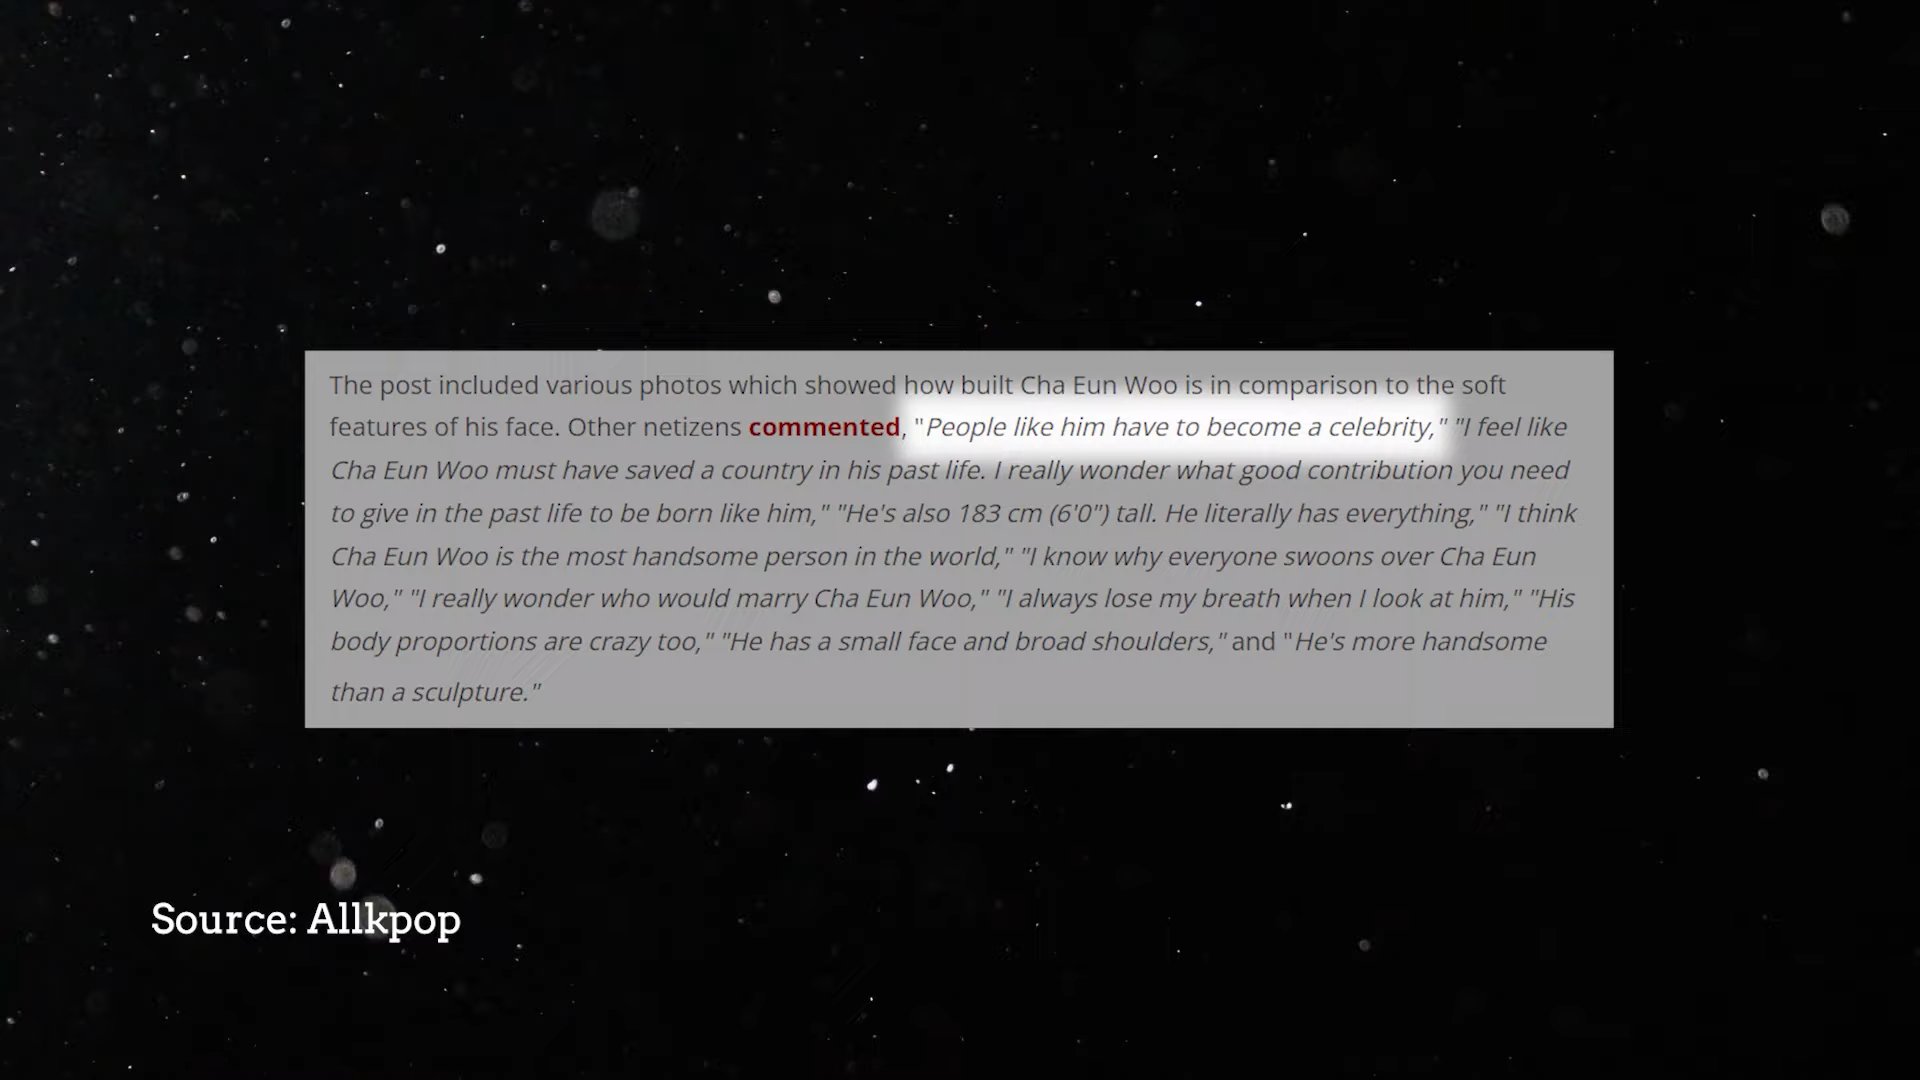 The post included various photos which showed how built Cha Eun Woo is in comparison to the soft
features of his face. Other netizens commented, "People like him have to become a celebrity," "I feel like
Cha Eun Woo must have saved a country in his past life. I really wonder what good contribution you need
to give in the past life to be born like him," "He's also 183 cm (6'0") tall. He literally has everything," "I think
Cha Eun Woo is the most handsome person in the world," "I know why everyone swoons over Cha Eun
Woo," "I really wonder who would marry Cha Eun Woo," "I always lose my breath when I look at him," "His
body proportions are crazy too," "He has a small face and broad shoulders," and "He's more handsome
than a sculpture."
Source: Allkpop